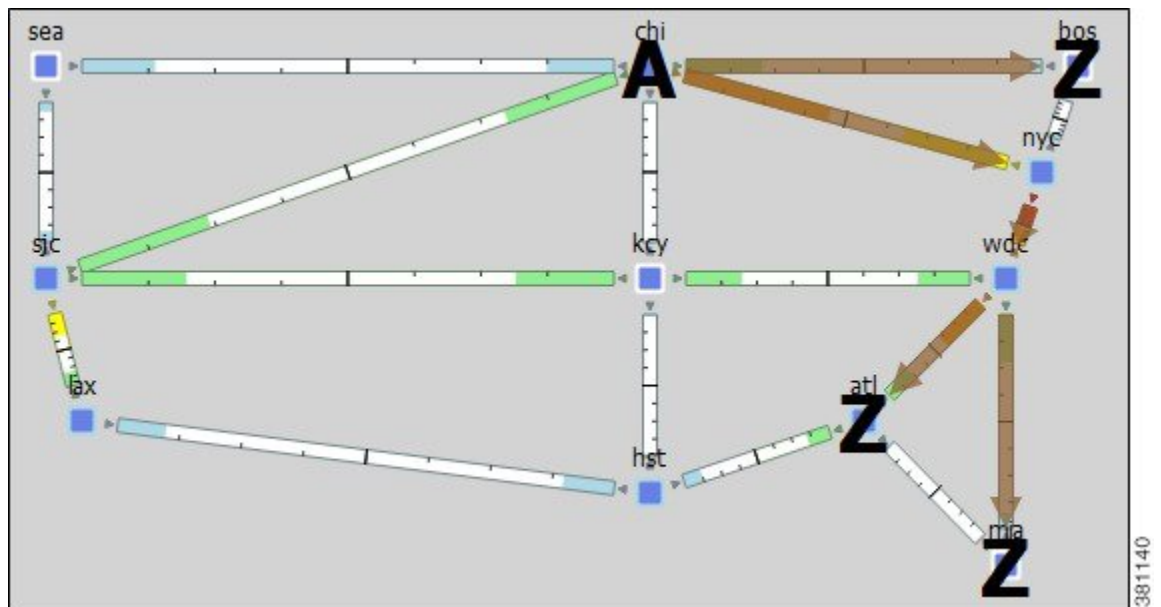 sea
chi
bos
A
Z
nyc
sjc
kcy
wdc
lax
atl
Z
hst
mia
Z
381140